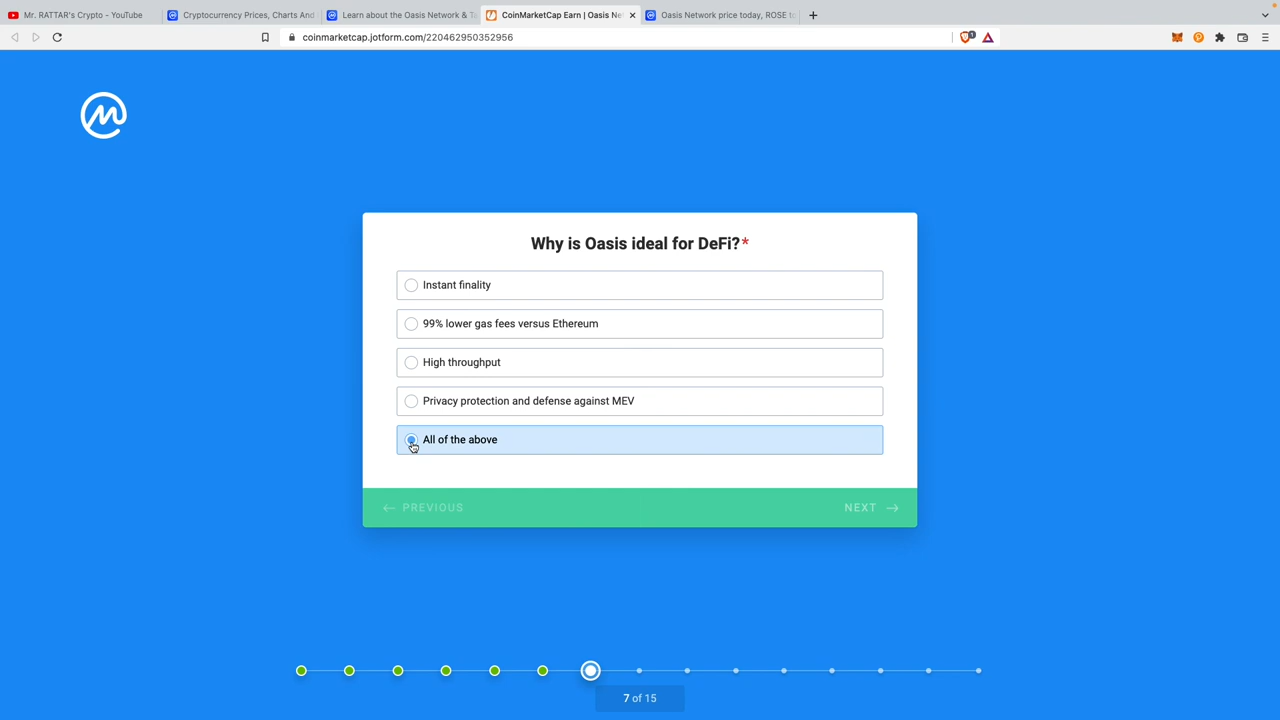 Mr. RATTAR's Crypto - YouTube
Cryptocurrency Prices, Charts And
Learn about the Oasis Network & T
CoinMarketCap Earn | Oasis Ne
Oasis Network price today, ROSE to
coinmarketcap.jotform.com/220462950352956
1
Why is Oasis ideal for DeFi?*
Instant finality
99% lower gas fees versus Ethereum
High throughput
Privacy protection and defense against MEV
All of the above
PREVIOUS
NEXT
7 of 15